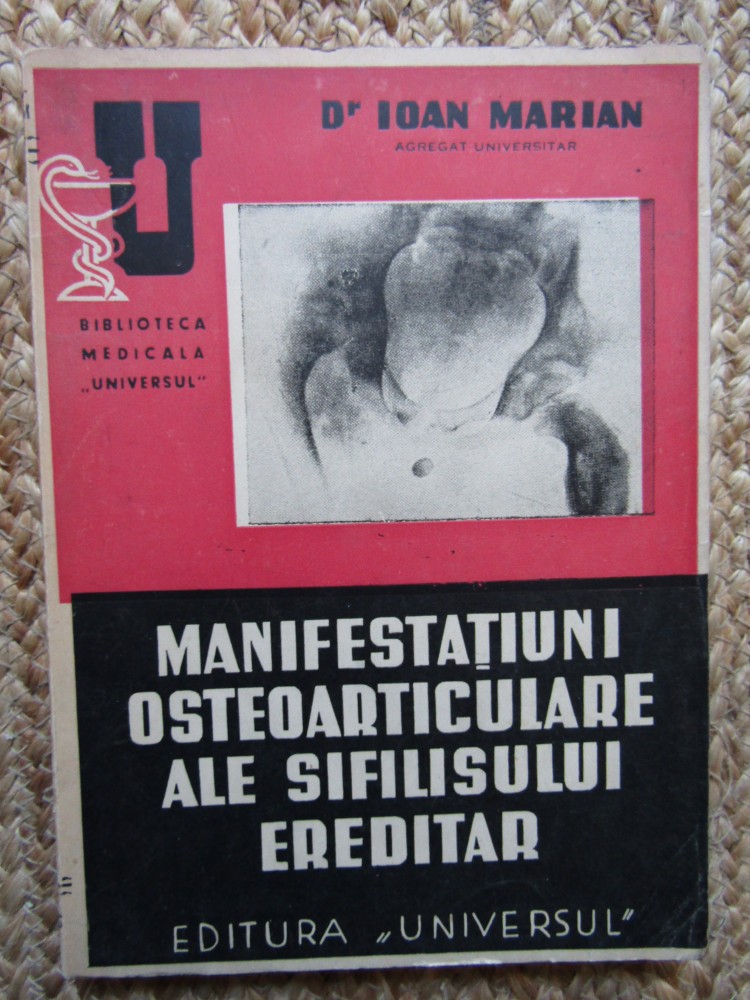 Dr IOAN MARIAN
AGREGAT UNIVERSITAR
U
BIBLIOTECA
MEDICALA
„UNIVERSUL"
MANIFESTAȚIUNI
OSTEOARTICULARE
ALE SIFILISULUI
EREDITAR
EDITURA „UNIVERSUL"